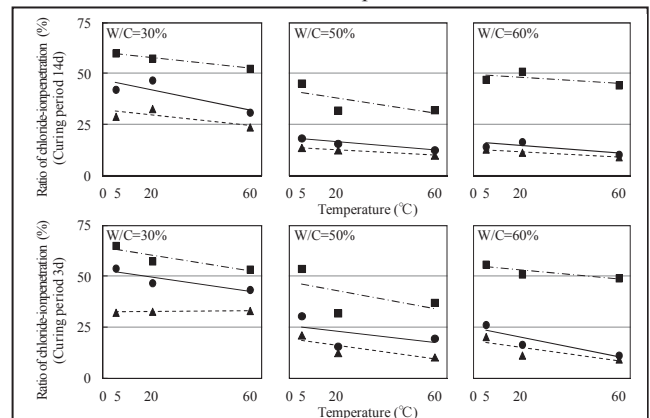 Ratio of chloride-ionpenetration (%)
(Curing period 14d)
75
50
25
0
W/C=30%
W/C=50%
W/C=60%
0 5 20 60
0 5 20 60
0 5 20 60
Temperature (℃)
Ratio of chloride-ionpenetration (%)
(Curing period 3d)
75
50
25
0
W/C=30%
W/C=50%
W/C=60%
0 5 20 60
0 5 20 60
0 5 20 60
Temperature (℃)